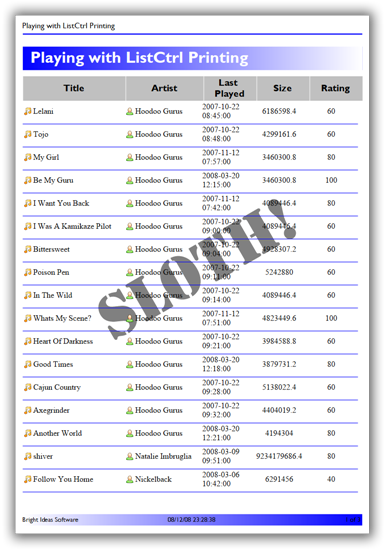 Playing with ListCtrl Printing
Playing with ListCtrl Printing
Title Artist Last Played Size Rating
Lelani Hoodoo Gurus 2007-10-22 08:45:00 6186598.4 60
Tojo Hoodoo Gurus 2007-10-22 08:48:00 4299161.6 60
My Girl Hoodoo Gurus 2007-11-12 07:57:00 3460300.8 80
Be My Guru Hoodoo Gurus 2008-03-20 12:15:00 3460300.8 100
I Want You Back Hoodoo Gurus 2007-11-12 07:42:00 4089446.4 80
I Was A Kamikaze Pilot Hoodoo Gurus 2007-10-22 09:00:00 4089446.4 60
Bittersweet Hoodoo Gurus 2007-10-22 09:04:00 4928307.2 60
Poison Pen Hoodoo Gurus 2007-10-22 09:11:00 5242880 60
In The Wild Hoodoo Gurus 2007-10-22 09:14:00 4089446.4 60
Whats My Scene? Hoodoo Gurus 2007-11-12 07:51:00 4823449.6 100
Heart Of Darkness Hoodoo Gurus 2007-10-22 09:21:00 3984588.8 60
Good Times Hoodoo Gurus 2008-03-20 12:18:00 3879731.2 80
Cajun Country Hoodoo Gurus 2007-10-22 09:28:00 5138022.4 60
Axegrinder Hoodoo Gurus 2007-10-22 09:32:00 4404019.2 60
Another World Hoodoo Gurus 2008-03-20 12:21:00 4194304 80
shiver Natalie Imbruglia 2008-03-09 09:51:00 9234179686.4 80
Follow You Home Nickelback 2008-03-06 10:42:00 6291456 40
SLOTH!
Bright Ideas Software 08/12/08 23:28:38